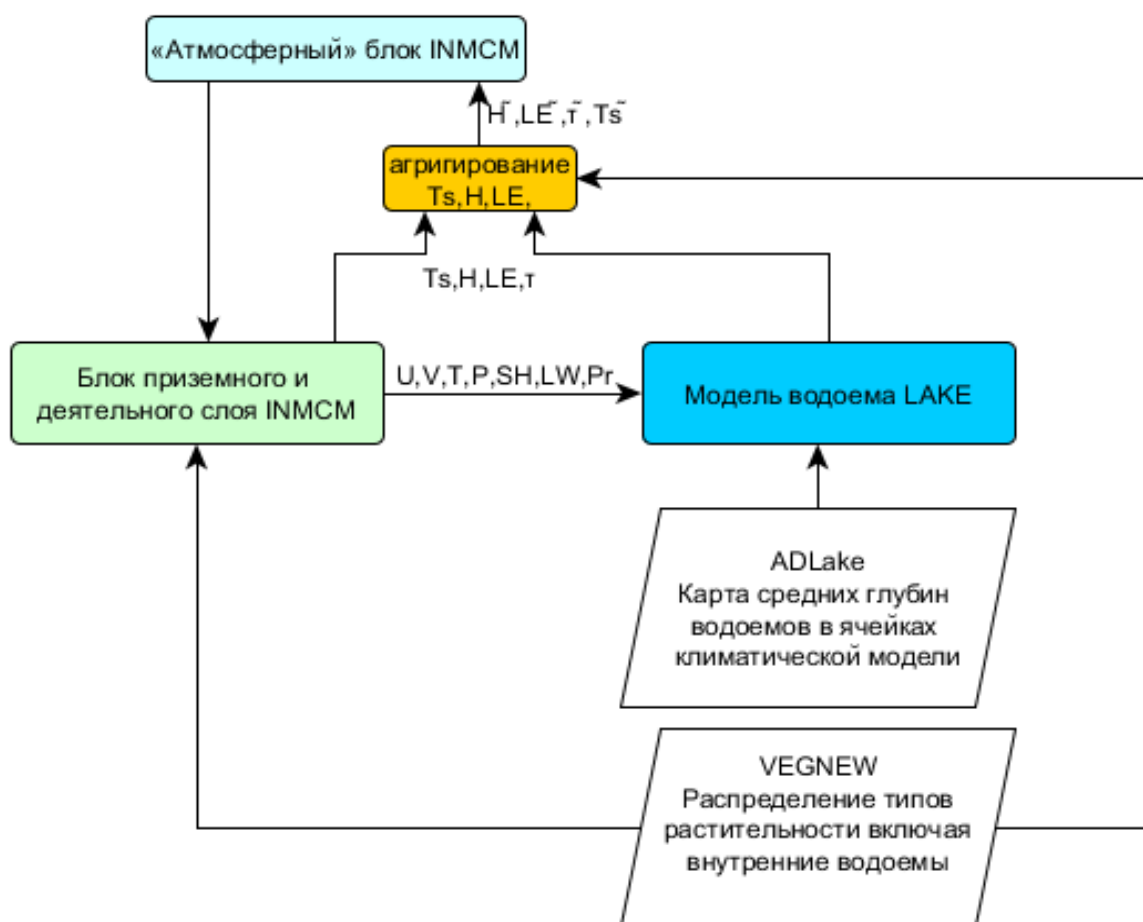 «Атмосферный» блок INMCM
H̃,LẼ,τ̃,Ts̃
агригирование
Ts,H,LE,
Ts,H,LE,τ
Блок приземного и
деятельного слоя INMCM
U,V,T,P,SH,LW,Pr
Модель водоема LAKE
ADLake
Карта средних глубин
водоемов в ячейках
климатической модели
VEGNEW
Распределение типов
растительности включая
внутренние водоемы